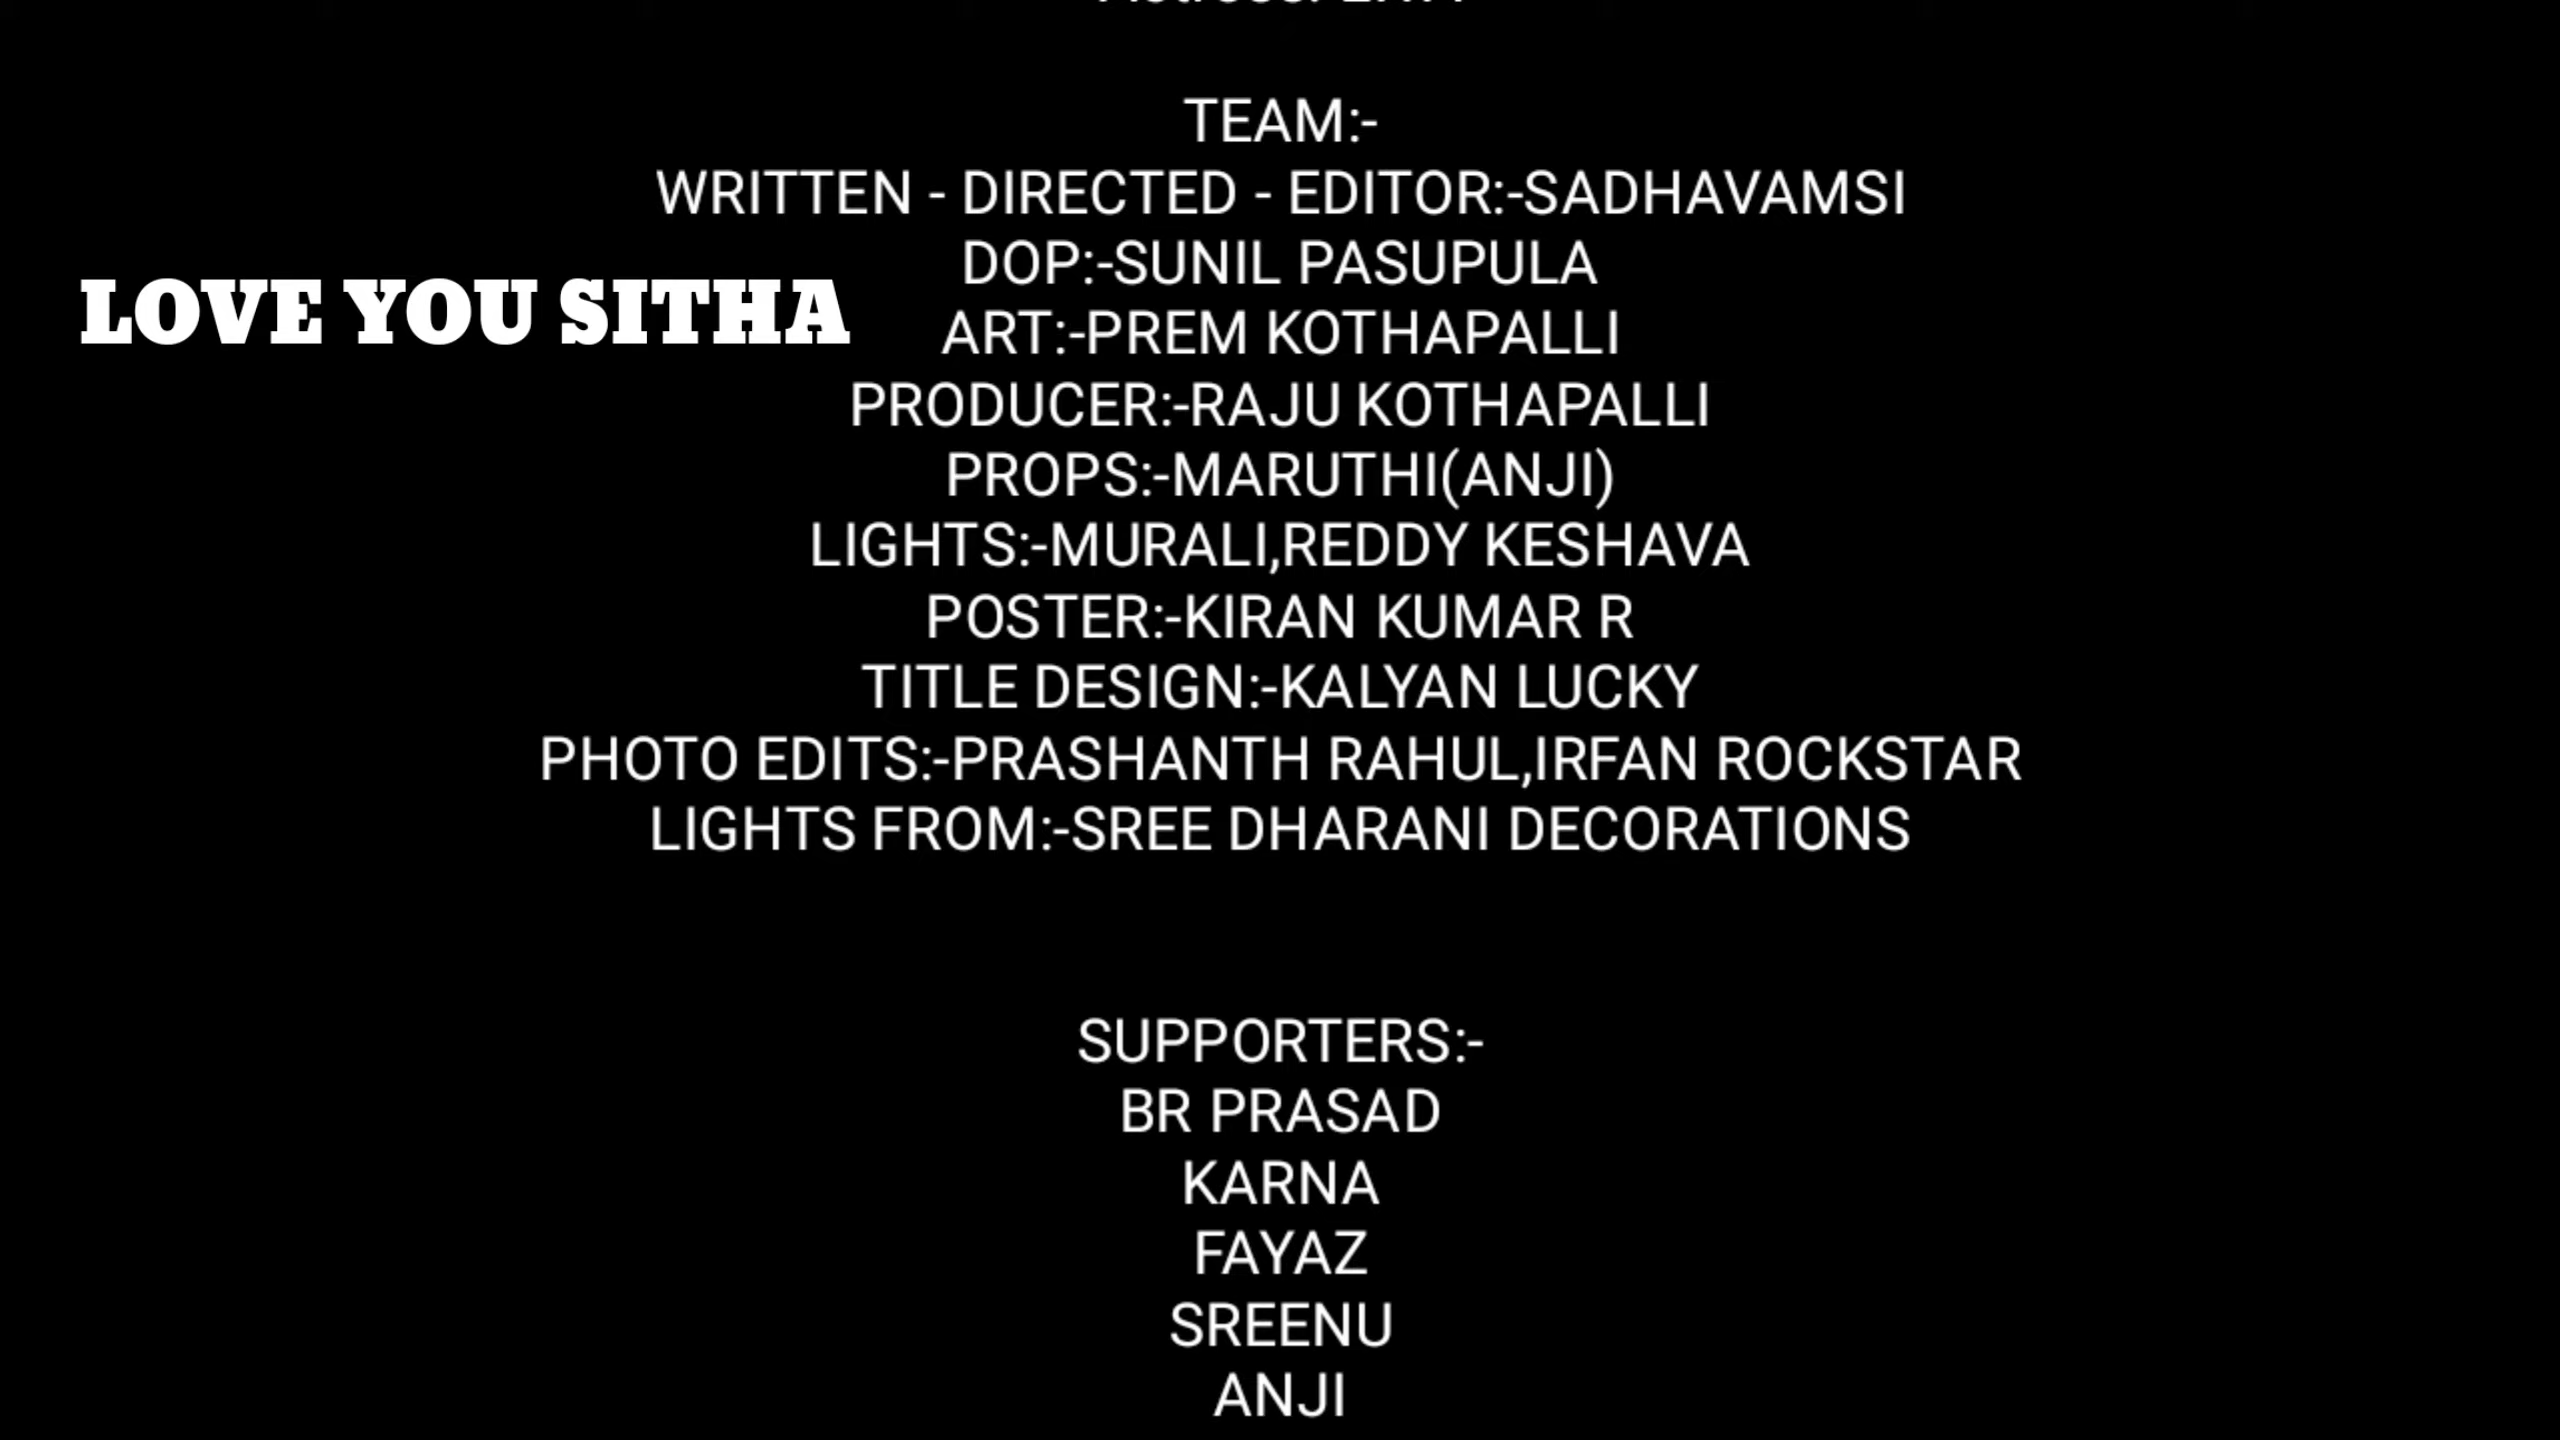 TEAM:-
WRITTEN - DIRECTED - EDITOR:-SADHAVAMSI
DOP:-SUNIL PASUPULA
LOVE YOU SITHA
ART:-PREM KOTHAPALLI
PRODUCER:-RAJU KOTHAPALLI
PROPS:-MARUTHI(ANJI)
LIGHTS:-MURALI,REDDY KESHAVA
POSTER:-KIRAN KUMAR R
TITLE DESIGN:-KALYAN LUCKY
PHOTO EDITS:-PRASHANTH RAHUL,IRFAN ROCKSTAR
LIGHTS FROM:-SREE DHARANI DECORATIONS
SUPPORTERS:-
BR PRASAD
KARNA
FAYAZ
SREENU
ANJI